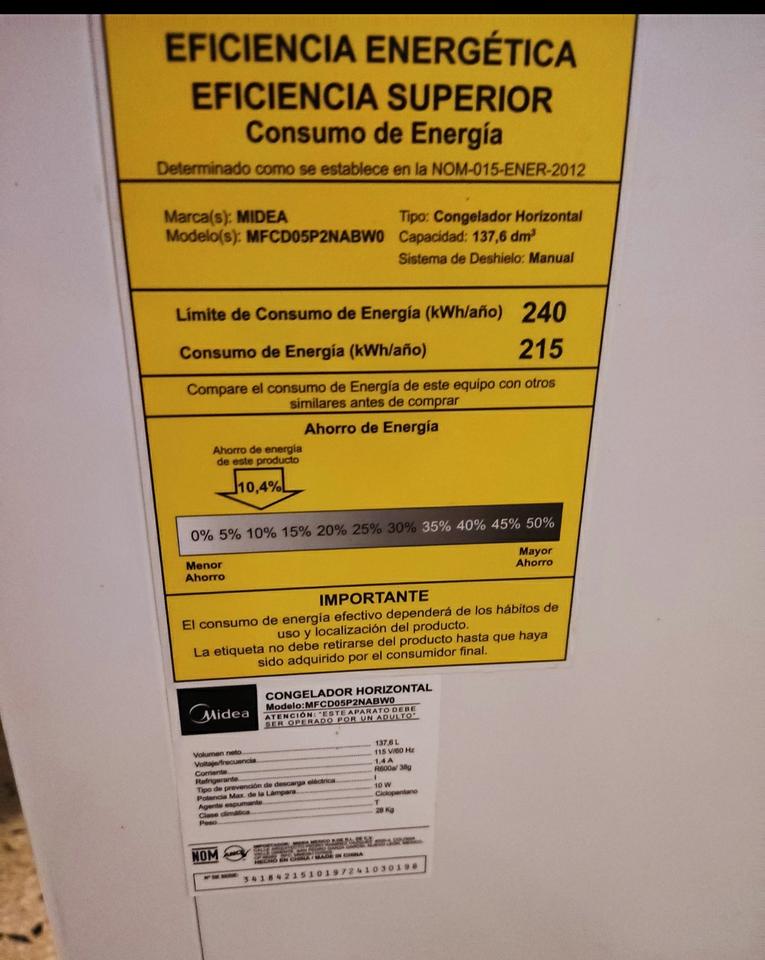 EFICIENCIA ENERGÉTICA
EFICIENCIA SUPERIOR
Consumo de Energía
Determinado como se establece en la NOM-015-ENER-2012
Marca(s): MIDEA
Modelo(s): MFCD05P2NABW0
Tipo: Congelador Horizontal
Capacidad: 137,6 dm³
Sistema de Deshielo: Manual
Límite de Consumo de Energía (kWh/año) 240
Consumo de Energía (kWh/año) 215
Compare el consumo de Energía de este equipo con otros
similares antes de comprar
Ahorro de Energía
Ahorro de energía
de este producto
10,4%
0% 5% 10% 15% 20% 25% 30% 35% 40% 45% 50%
Menor
Ahorro
Mayor
Ahorro
IMPORTANTE
El consumo de energía efectivo dependerá de los hábitos de
uso y localización del producto.
La etiqueta no debe retirarse del producto hasta que haya
sido adquirido por el consumidor final.
Midea
CONGELADOR HORIZONTAL
Modelo:MFCD05P2NABW0
ATENCIÓN: "ESTE APARATO DEBE
SER OPERADO POR UN ADULTO"
Volumen neto 137,6 L
Voltaje/frecuencia 115 V/60 Hz
Corriente 1,4 A
Refrigerante R600a/ 38g
Tipo de prevención de descarga eléctrica I
Potencia Max. de la Lámpara 10 W
Agente espumante Ciclopentano
Clase climática T
Peso 28 Kg
NOM ANCE
HECHO EN CHINA / MADE IN CHINA
Nº DE SERIE: 3418421510197241030198